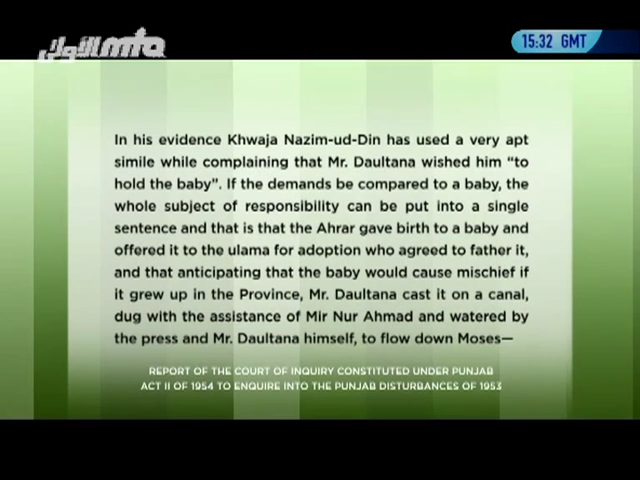 mta الأولى
15:32 GMT
In his evidence Khwaja Nazim-ud-Din has used a very apt
simile while complaining that Mr. Daultana wished him “to
hold the baby”. If the demands be compared to a baby, the
whole subject of responsibility can be put into a single
sentence and that is that the Ahrar gave birth to a baby and
offered it to the ulama for adoption who agreed to father it,
and that anticipating that the baby would cause mischief if
it grew up in the Province, Mr. Daultana cast it on a canal,
dug with the assistance of Mir Nur Ahmad and watered by
the press and Mr. Daultana himself, to flow down Moses—
REPORT OF THE COURT OF INQUIRY CONSTITUTED UNDER PUNJAB
ACT II OF 1954 TO ENQUIRE INTO THE PUNJAB DISTURBANCES OF 1953